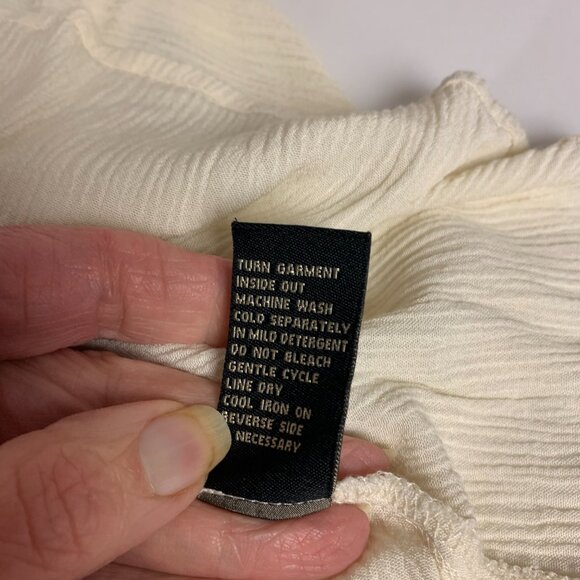 TURN GARMENT
INSIDE OUT
MACHINE WASH
COLD SEPARATELY
IN MILD DETERGENT
DO NOT BLEACH
GENTLE CYCLE
LINE DRY
COOL IRON ON
REVERSE SIDE
NECESSARY